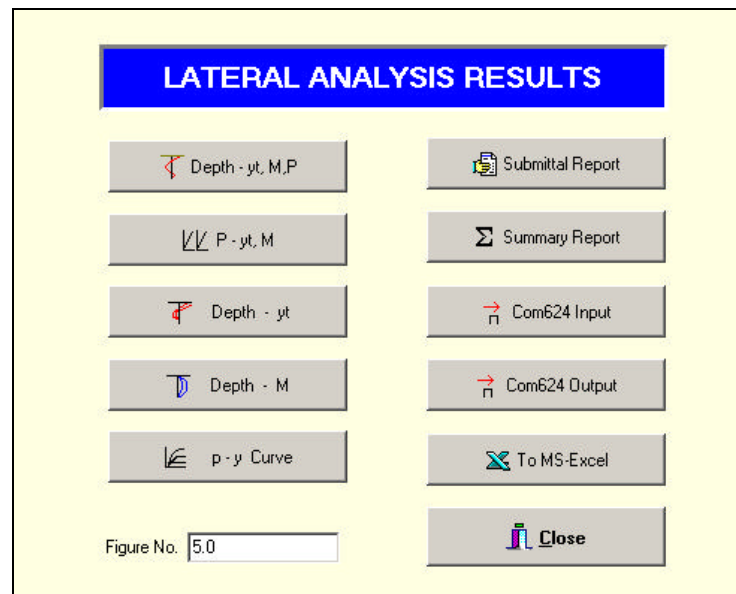 LATERAL ANALYSIS RESULTS
Depth - yt, M,P
P - yt, M
Depth - yt
Depth - M
p - y Curve
Figure No. 5.0
Submittal Report
Σ Summary Report
Com624 Input
Com624 Output
To MS-Excel
Close